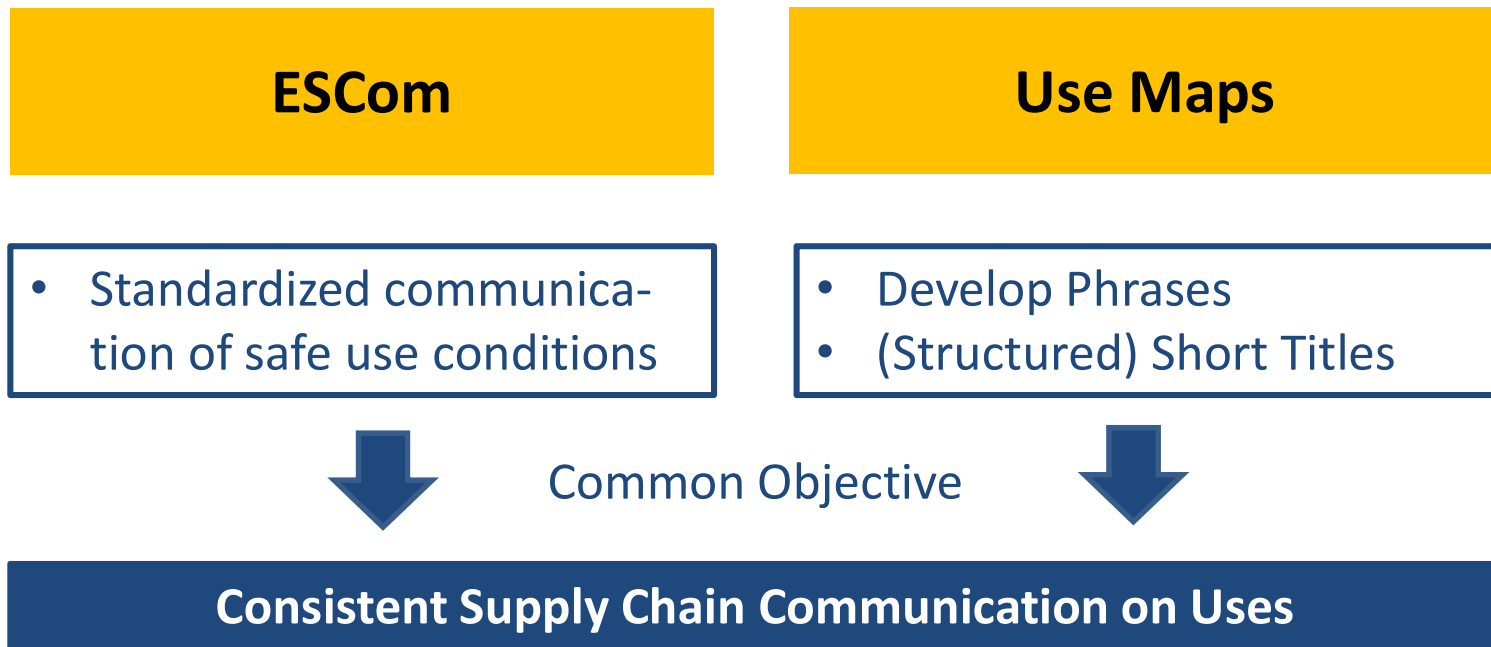 ESCom
Use Maps
• Standardized communica-
tion of safe use conditions
• Develop Phrases
• (Structured) Short Titles
Common Objective
Consistent Supply Chain Communication on Uses